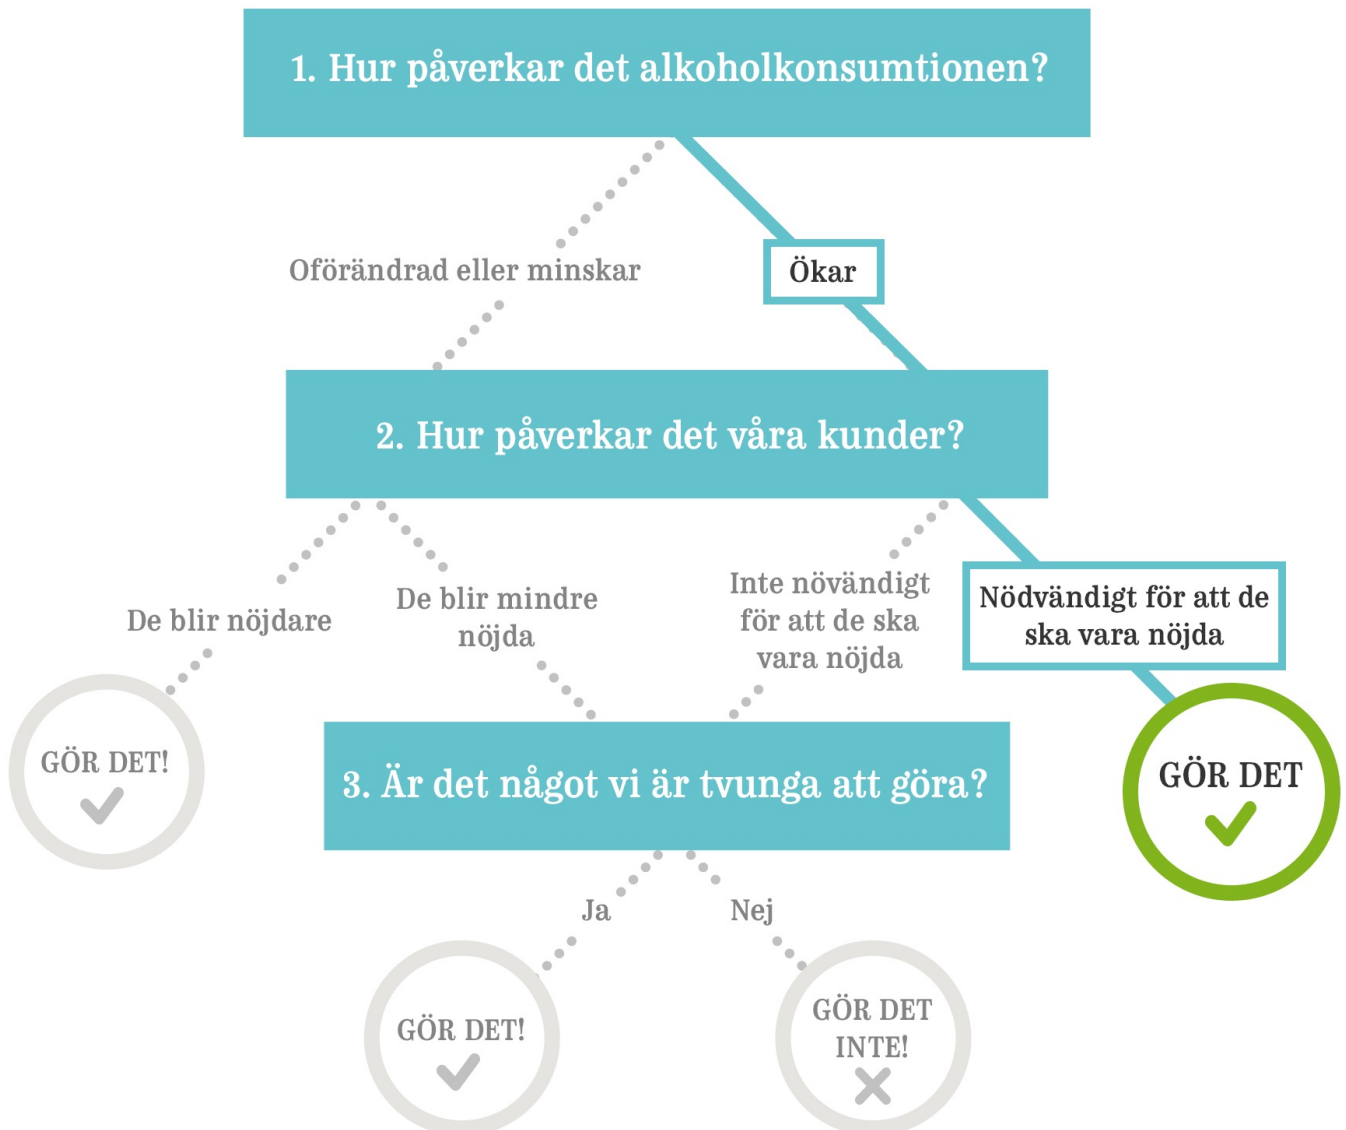 1. Hur påverkar det alkoholkonsumtionen?
Oförändrad eller minskar
Ökar
2. Hur påverkar det våra kunder?
De blir nöjdare
De blir mindre
nöjda
Inte növändigt
för att de ska
vara nöjda
Nödvändigt för att de
ska vara nöjda
GÖR DET!
3. Är det något vi är tvunga att göra?
GÖR DET
Ja
Nej
GÖR DET!
GÖR DET
INTE!